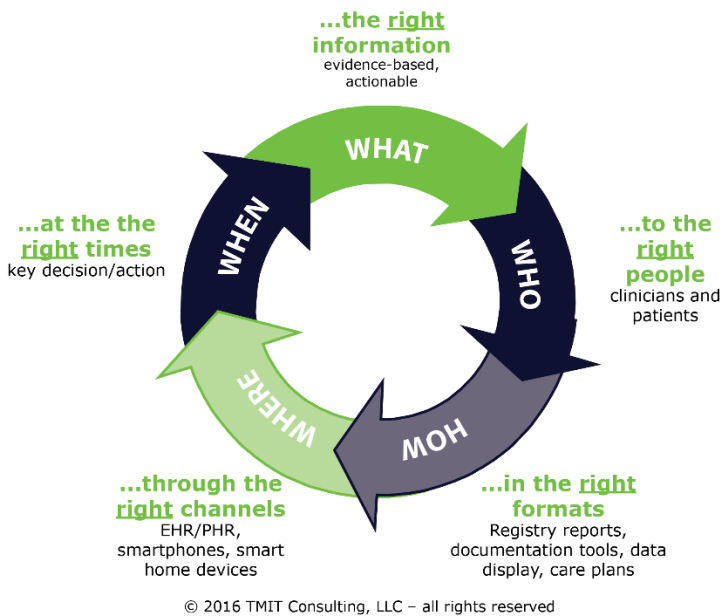 ...the right
information
evidence-based,
actionable
WHAT
...to the
right
people
clinicians and
patients
WHO
...in the right
formats
Registry reports,
documentation tools, data
display, care plans
HOW
...through the
right channels
EHR/PHR,
smartphones, smart
home devices
WHERE
...at the the
right times
key decision/action
WHEN
© 2016 TMIT Consulting, LLC – all rights reserved